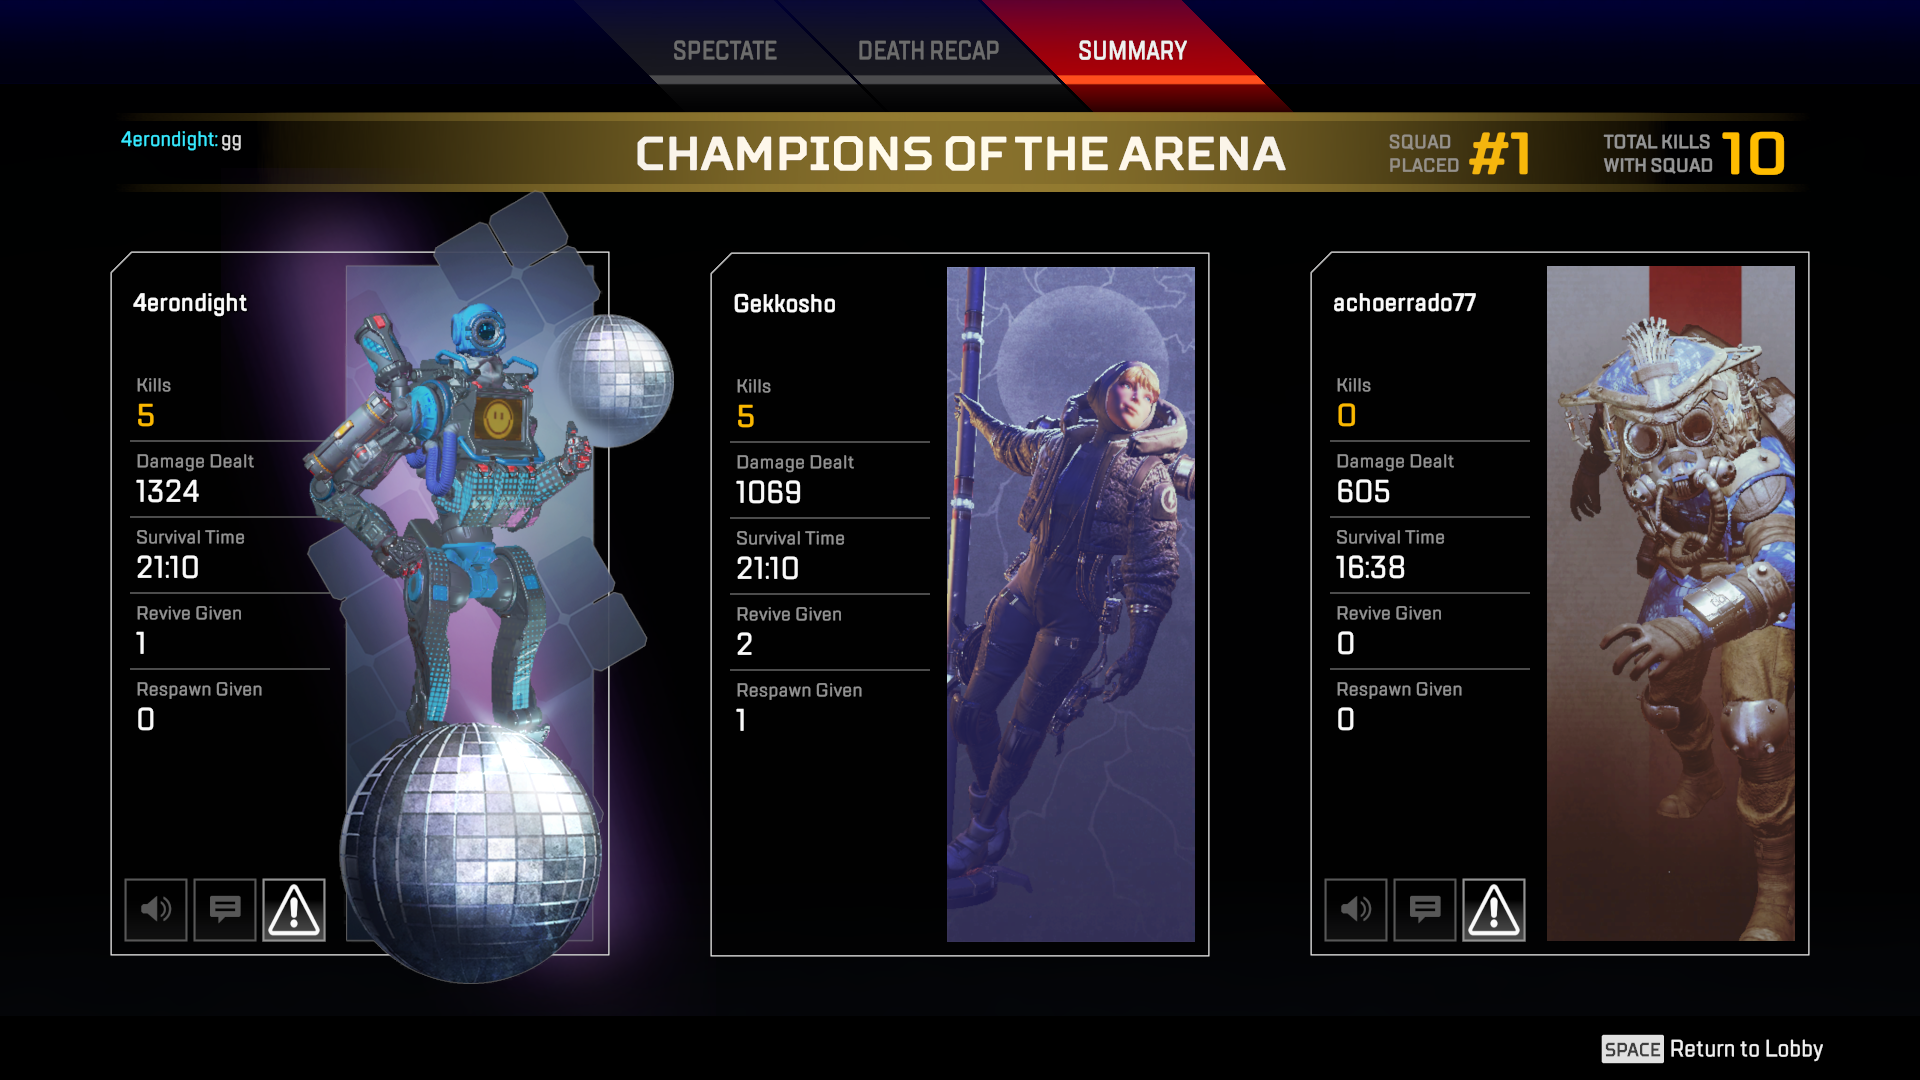 SPECTATE
DEATH RECAP
SUMMARY
4erondight: gg
CHAMPIONS OF THE ARENA
SQUAD
PLACED
#1
TOTAL KILLS
WITH SQUAD
10
4erondight
Kills
5
Damage Dealt
1324
Survival Time
21:10
Revive Given
1
Respawn Given
0
Gekkosho
Kills
5
Damage Dealt
1069
Survival Time
21:10
Revive Given
2
Respawn Given
1
achoerrado77
Kills
0
Damage Dealt
605
Survival Time
16:38
Revive Given
0
Respawn Given
0
SPACE Return to Lobby